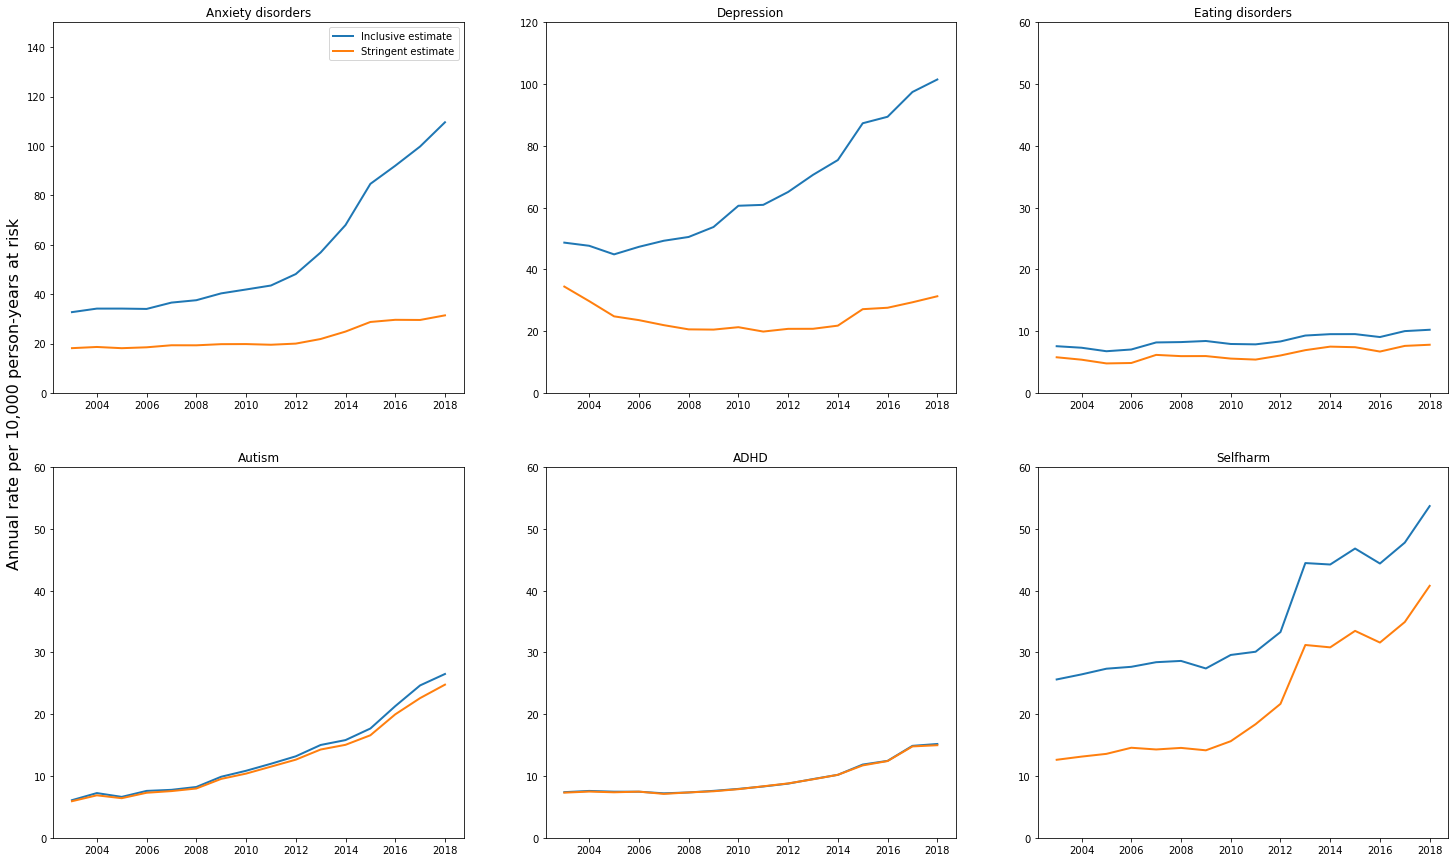 Annual rate per 10,000 person-years at risk
Anxiety disorders
Inclusive estimate
Stringent estimate
140
120
100
80
60
40
20
0
2004 2006 2008 2010 2012 2014 2016 2018
Depression
120
100
80
60
40
20
0
2004 2006 2008 2010 2012 2014 2016 2018
Eating disorders
60
50
40
30
20
10
0
2004 2006 2008 2010 2012 2014 2016 2018
Autism
60
50
40
30
20
10
0
2004 2006 2008 2010 2012 2014 2016 2018
ADHD
60
50
40
30
20
10
0
2004 2006 2008 2010 2012 2014 2016 2018
Selfharm
60
50
40
30
20
10
0
2004 2006 2008 2010 2012 2014 2016 2018